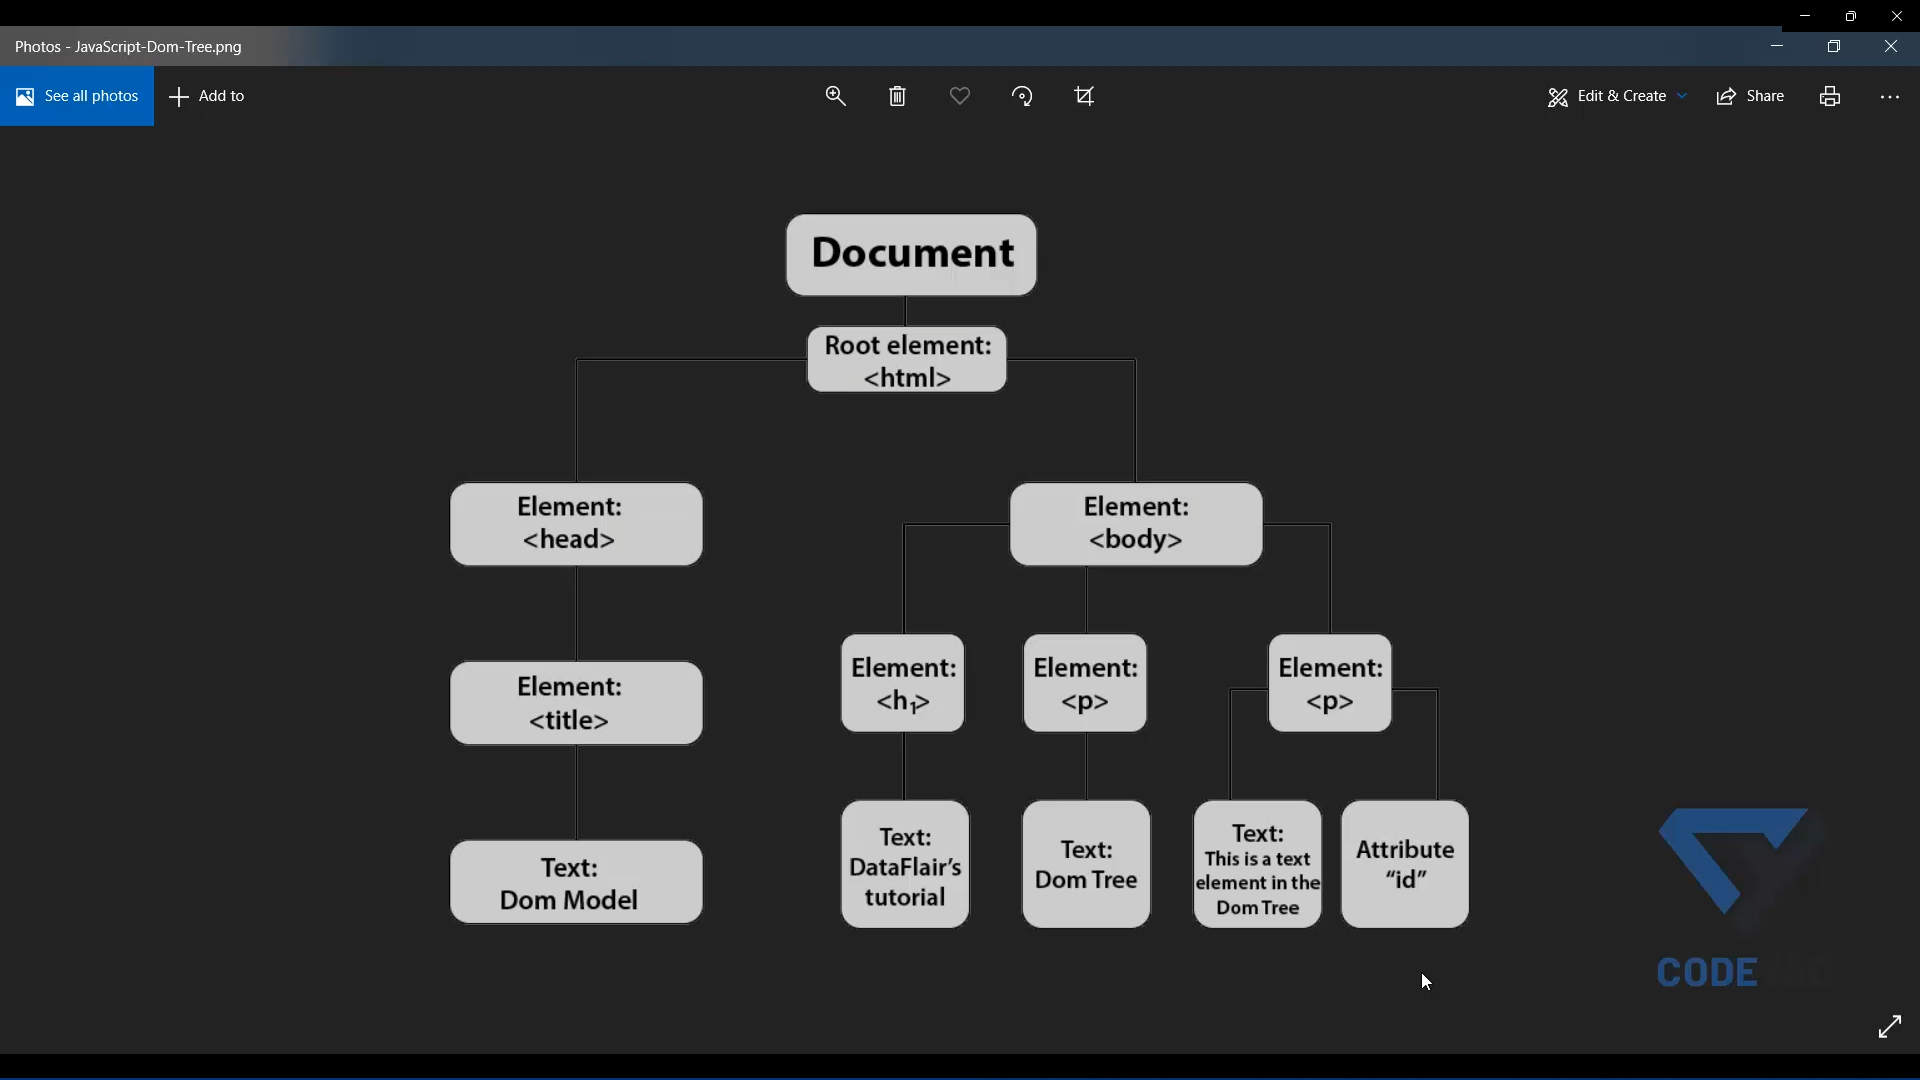 Photos - JavaScript-Dom-Tree.png
See all photos
Add to
Edit & Create
Share
Document
Root element:
<html>
Element:
<head>
Element:
<body>
Element:
<title>
Element:
<h1>
Element:
<p>
Element:
<p>
Text:
Dom Model
Text:
DataFlair's
tutorial
Text:
Dom Tree
Text:
This is a text
element in the
Dom Tree
Attribute
“id”
CODE